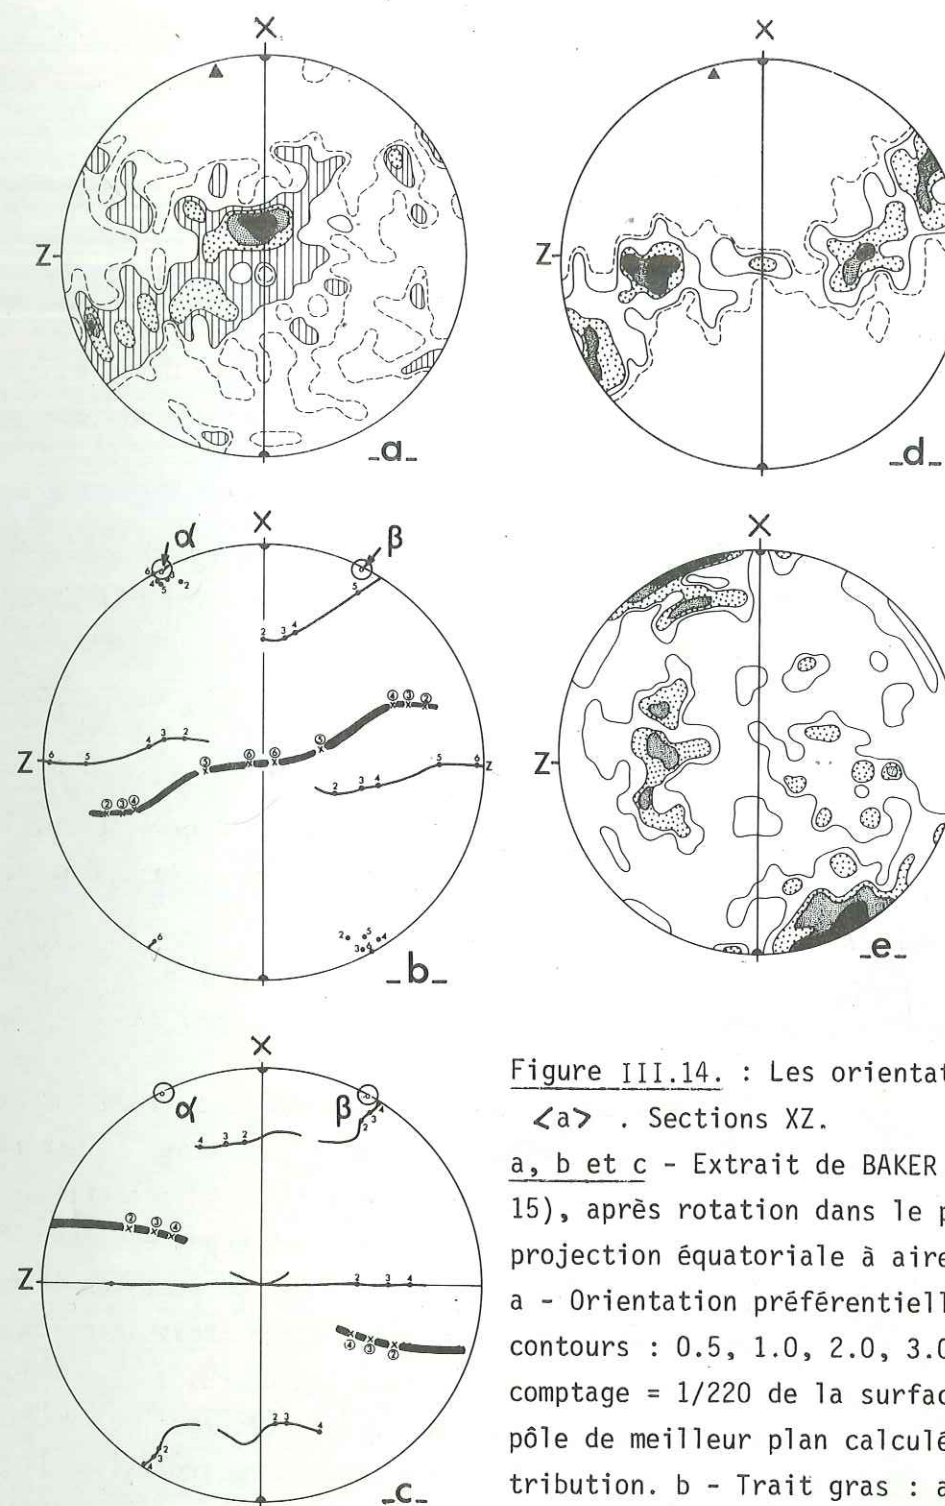 X X
Z Z
_a_ _d_
X X
α β
Z Z Z
_b_ _e_
X
α β
Z
_c_
Figure III.14. : Les orientat
<a> . Sections XZ.
a, b et c - Extrait de BAKER
15), après rotation dans le p
projection équatoriale à aire
a - Orientation préférentiell
contours : 0.5, 1.0, 2.0, 3.0
comptage = 1/220 de la surfac
pôle de meilleur plan calculé
tribution. b - Trait gras : a